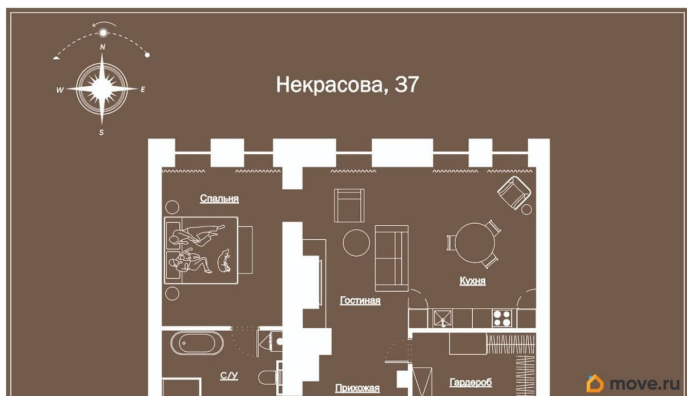 N
W
E
S
Некрасова, 37
Спальня
Кухня
Гостиная
С/У
Прихожая
Гардероб
move.ru